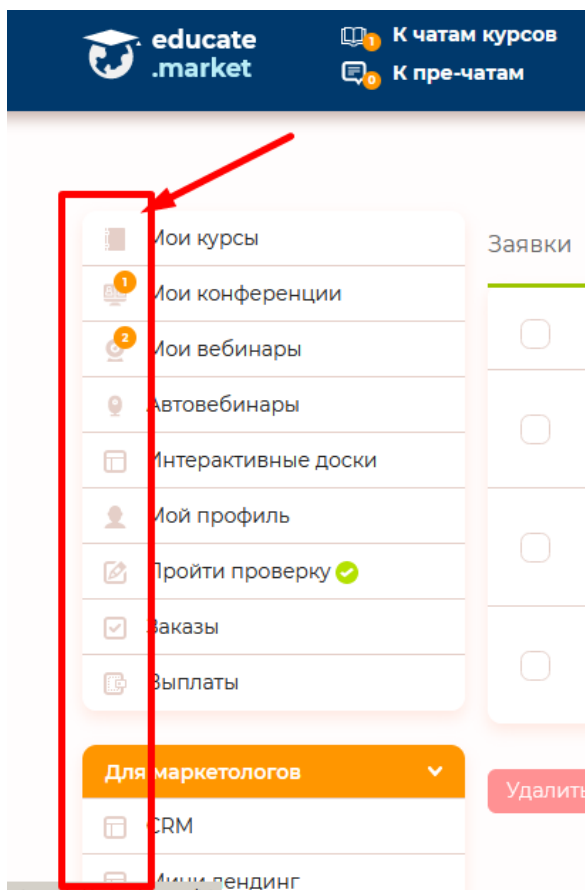 educate
.market
1 К чатам курсов
0 К пре-чатам
Мои курсы
Заявки
1
Мои конференции
2
Мои вебинары
Автовебинары
Интерактивные доски
Мой профиль
Пройти проверку
Заказы
Выплаты
Для маркетологов
Удалить
CRM
Мини лендинг